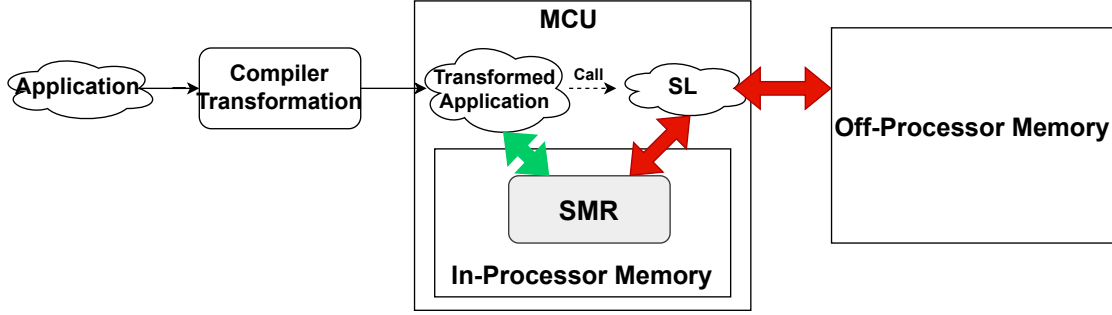 MCU
Application
Compiler
Transformation
Transformed
Application
Call
SL
Off-Processor Memory
SMR
In-Processor Memory